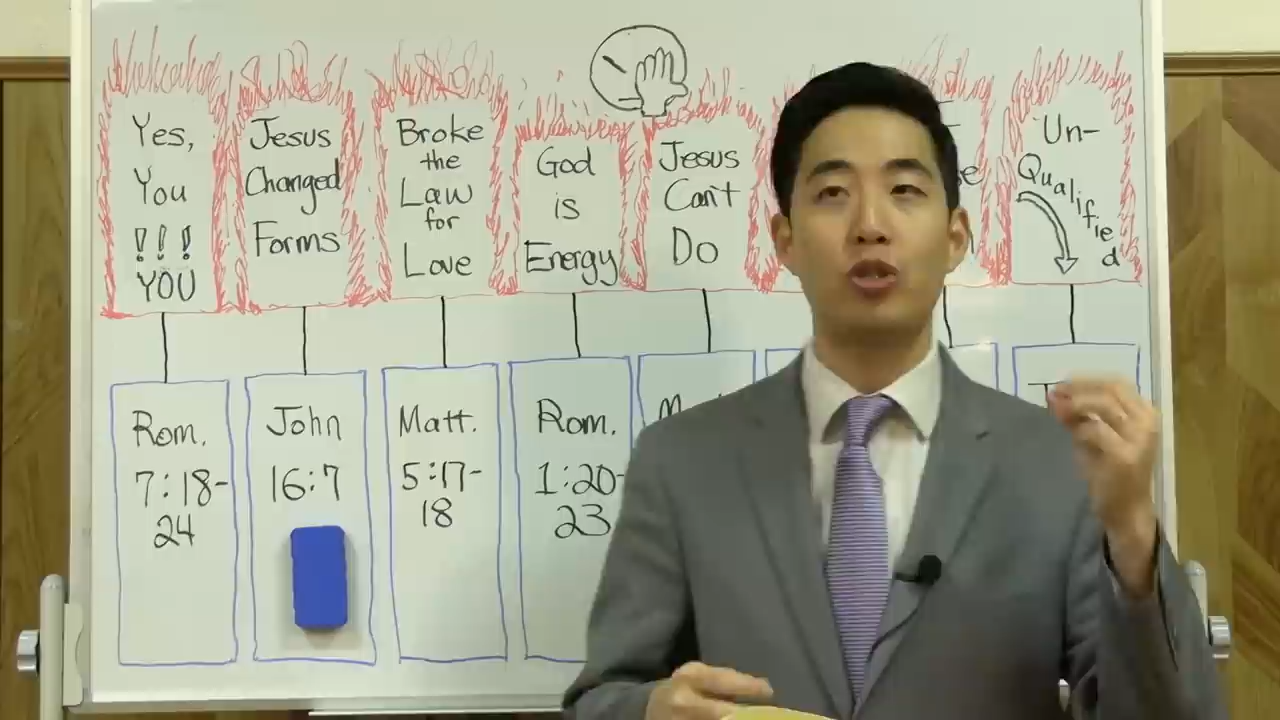 Yes,
You
!!!
YOU
Jesus
Changed
Forms
Broke
the
Law
for
Love
God
is
Energy
Jesus
Can't
Do
Un-
Qualified
Rom.
7:18-
24
John
16:7
Matt.
5:17-
18
Rom.
1:20-
23